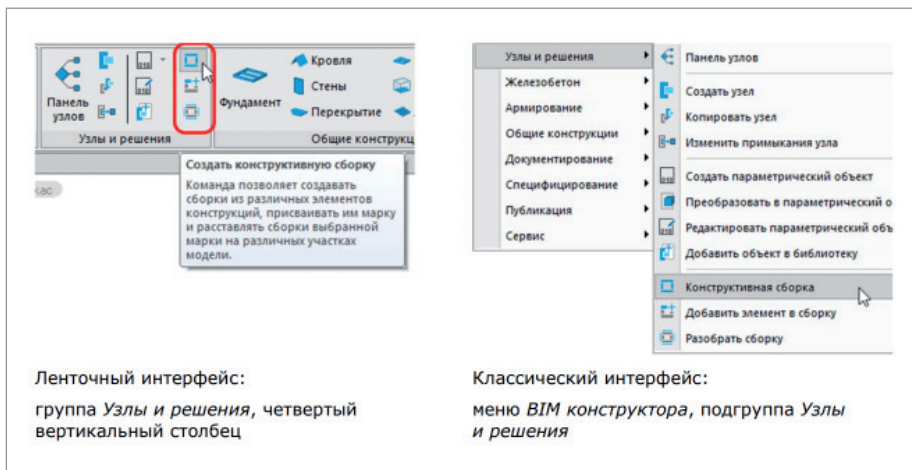 Панель
узлов
Узлы и решения
Фундамент
Кровля
Стены
Перекрытие
Общие конструкц
Создать конструктивную сборку
Команда позволяет создавать
сборки из различных элементов
конструкций, присваивать им марку
и расставлять сборки выбранной
марки на различных участках
модели.
Ленточный интерфейс:
группа Узлы и решения, четвертый
вертикальный столбец
Узлы и решения
Железобетон
Армирование
Общие конструкции
Документирование
Специфицирование
Публикация
Сервис
Панель узлов
Создать узел
Копировать узел
Изменить примыкания узла
Создать параметрический объект
Преобразовать в параметрический о
Редактировать параметрический объ
Добавить объект в библиотеку
Конструктивная сборка
Добавить элемент в сборку
Разобрать сборку
Классический интерфейс:
меню BIM конструктора, подгруппа Узлы
и решения